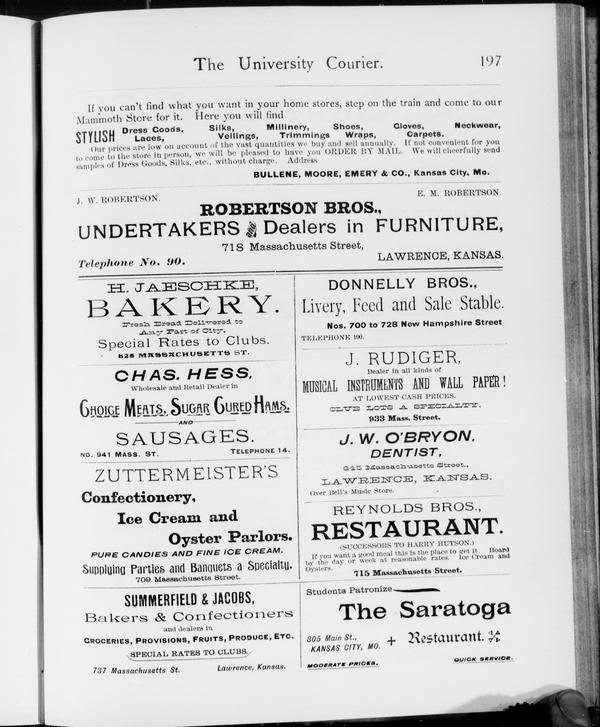 The University Courier. 197
If you can't find what you want in your home stores, step on the train and come to our
Mammoth Store for it. Here you will find
STYLISH Dress Goods, Silks, Millinery, Shoes, Gloves, Neckwear,
Laces, Veilings, Trimmings Wraps, Carpets.
Our prices are low on account of the vast quantities we buy and sell annually. If not convenient for you
to come to the store in person, we will be pleased to have you ORDER BY MAIL. We will cheerfully send
samples of Dress Goods, Silks, etc., without charge. Address
BULLENE, MOORE, EMERY & CO., Kansas City, Mo.
J. W. ROBERTSON. E. M. ROBERTSON.
ROBERTSON BROS.,
UNDERTAKERS and Dealers in FURNITURE,
718 Massachusetts Street,
Telephone No. 90. LAWRENCE, KANSAS.
H. JAESCHKE,
BAKERY.
Fresh Bread Delivered to
Any Part of City.
Special Rates to Clubs.
828 MASSACHUSETTS ST.
CHAS. HESS,
Wholesale and Retail Dealer in
CHOICE MEATS, SUGAR CURED HAMS,
AND
SAUSAGES.
NO. 941 MASS. ST. TELEPHONE 14.
ZUTTERMEISTER'S
Confectionery,
Ice Cream and
Oyster Parlors.
PURE CANDIES AND FINE ICE CREAM.
Supplying Parties and Banquets a Specialty.
709 Massachusetts Street.
SUMMERFIELD & JACOBS,
Bakers & Confectioners
and dealers in
GROCERIES, PROVISIONS, FRUITS, PRODUCE, ETC.
SPECIAL RATES TO CLUBS.
737 Massachusetts St. Lawrence, Kansas.
DONNELLY BROS.,
Livery, Feed and Sale Stable.
Nos. 700 to 728 New Hampshire Street
TELEPHONE 100.
J. RUDIGER,
Dealer in all kinds of
MUSICAL INSTRUMENTS AND WALL PAPER!
AT LOWEST CASH PRICES.
CLUB LOTS A SPECIALTY.
933 Mass. Street.
J. W. O'BRYON,
DENTIST,
Massachusetts Street.,
LAWRENCE, KANSAS.
Over Bell's Music Store.
REYNOLDS BROS.,
RESTAURANT.
(SUCCESSORS TO HARRY HUTSON.)
If you want a good meal this is the place to get it. Board
by the day or week at reasonable rates. Ice Cream and
Oysters.
715 Massachusetts Street.
Students Patronize
The Saratoga
805 Main St.,
KANSAS CITY, MO. + Restaurant.
MODERATE PRICES. QUICK SERVICE.